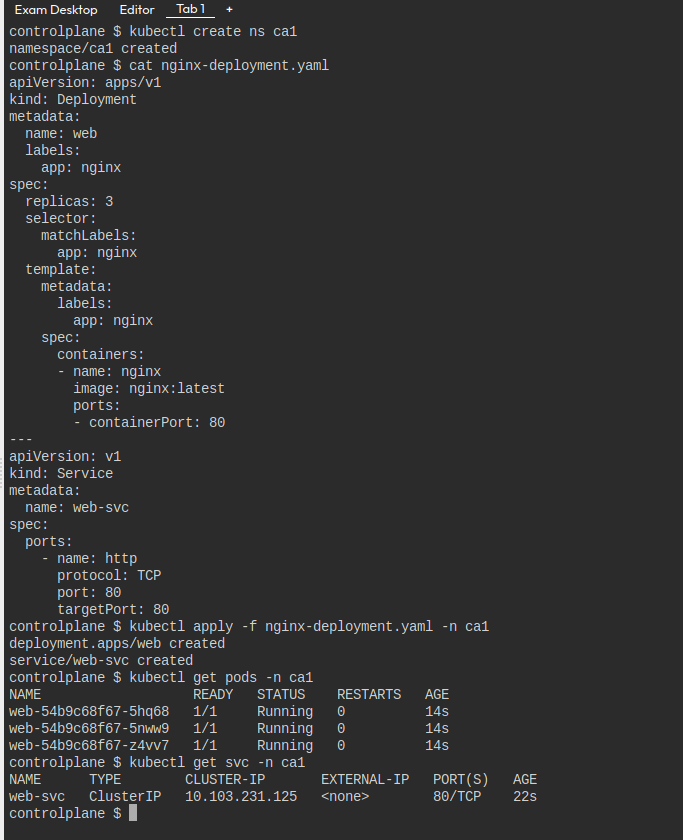 Exam Desktop Editor Tab 1 +
controlplane $ kubectl create ns ca1
namespace/ca1 created
controlplane $ cat nginx-deployment.yaml
apiVersion: apps/v1
kind: Deployment
metadata:
  name: web
  labels:
    app: nginx
spec:
  replicas: 3
  selector:
    matchLabels:
      app: nginx
  template:
    metadata:
      labels:
        app: nginx
    spec:
      containers:
      - name: nginx
        image: nginx:latest
        ports:
        - containerPort: 80
---
apiVersion: v1
kind: Service
metadata:
  name: web-svc
spec:
  ports:
    - name: http
      protocol: TCP
      port: 80
      targetPort: 80
controlplane $ kubectl apply -f nginx-deployment.yaml -n ca1
deployment.apps/web created
service/web-svc created
controlplane $ kubectl get pods -n ca1
NAME                   READY   STATUS    RESTARTS   AGE
web-54b9c68f67-5hq68   1/1     Running   0          14s
web-54b9c68f67-5nww9   1/1     Running   0          14s
web-54b9c68f67-z4vv7   1/1     Running   0          14s
controlplane $ kubectl get svc -n ca1
NAME      TYPE        CLUSTER-IP       EXTERNAL-IP   PORT(S)   AGE
web-svc   ClusterIP   10.103.231.125   <none>        80/TCP    22s
controlplane $